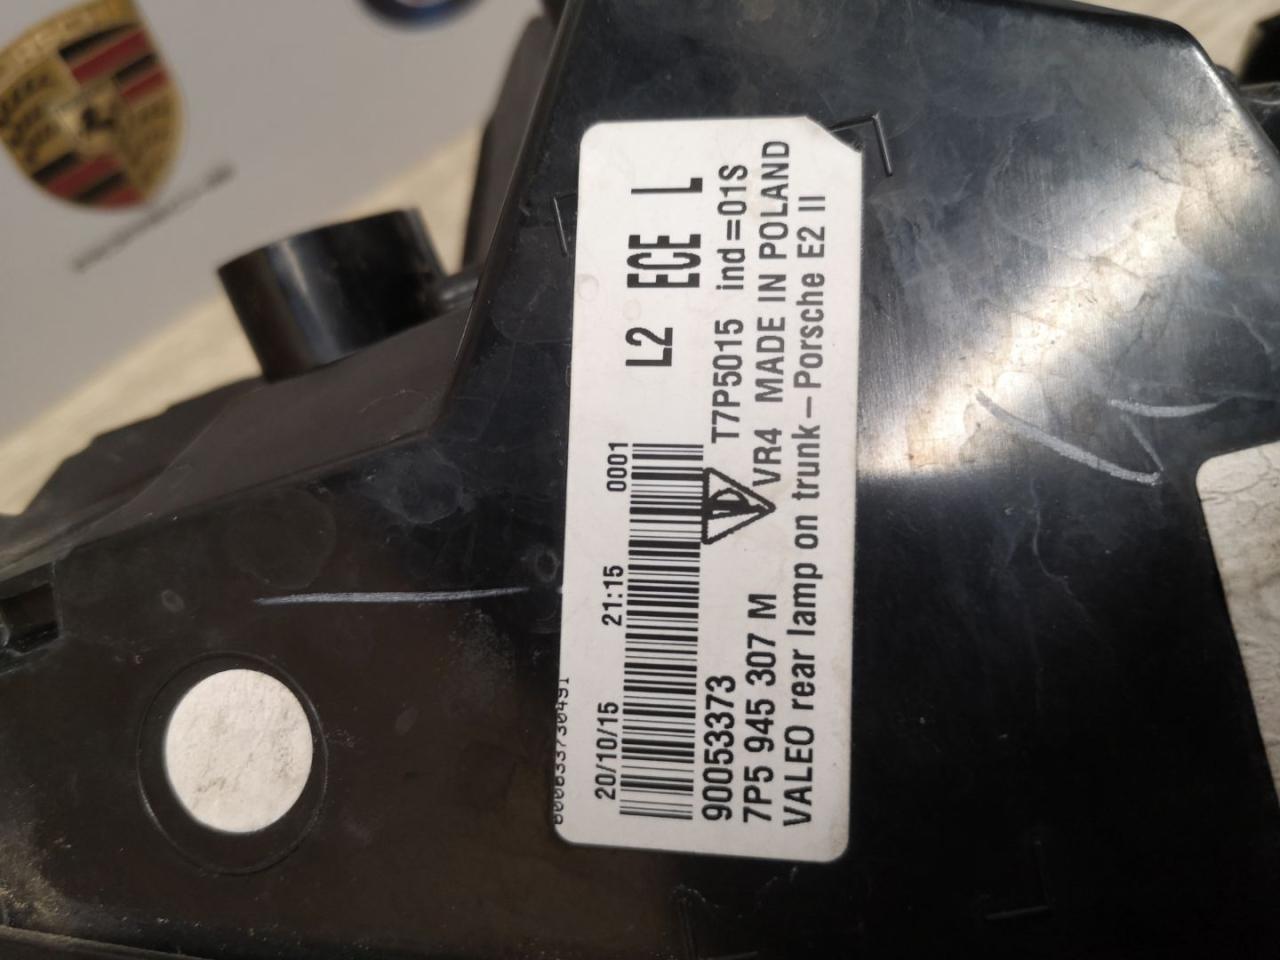 L2 ECE L
20/10/15 21:15 0001
90053373 T7P5015 ind=01S
7P5 945 307 M VD VR4 MADE IN POLAND
VALEO rear lamp on trunk-Porsche E2 II